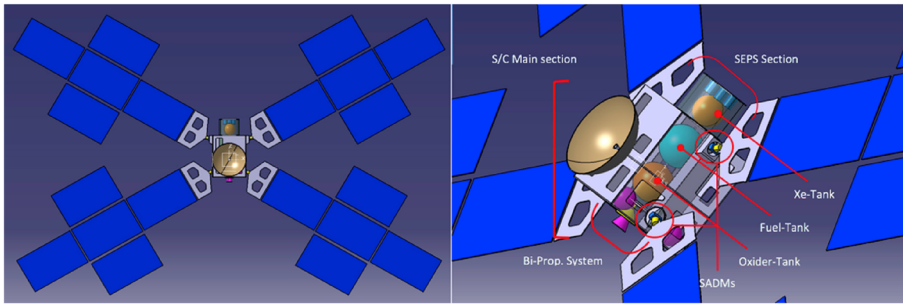 S/C Main section
SEPS Section
Xe-Tank
Fuel-Tank
Bi-Prop. System
Oxider-Tank
SADMs